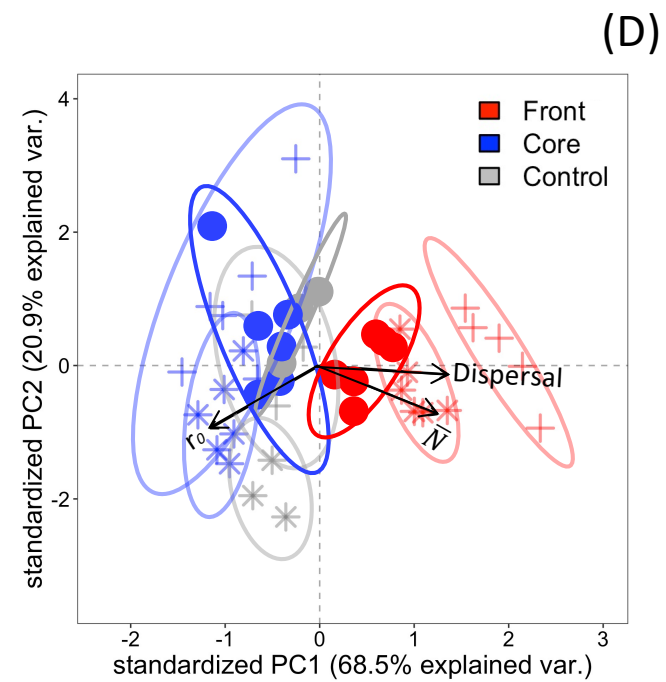 (D)
standardized PC2 (20.9% explained var.)
4
2
0
-2
Front
Core
Control
Dispersal
N̅
r₀
-2
-1
0
1
2
3
standardized PC1 (68.5% explained var.)